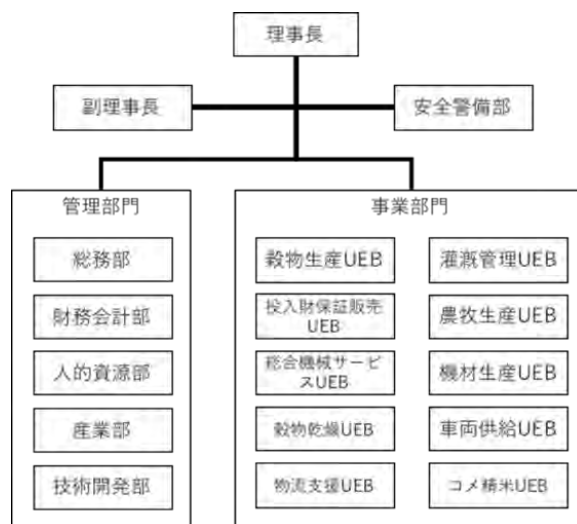 理事長
副理事長
安全警備部
管理部門
総務部
財務会計部
人的資源部
産業部
技術開発部
事業部門
穀物生産UEB
灌漑管理UEB
投入財保証販売
UEB
農牧生産UEB
総合機械サービ
スUEB
機材生産UEB
穀物乾燥UEB
車両供給UEB
物流支援UEB
コメ精米UEB